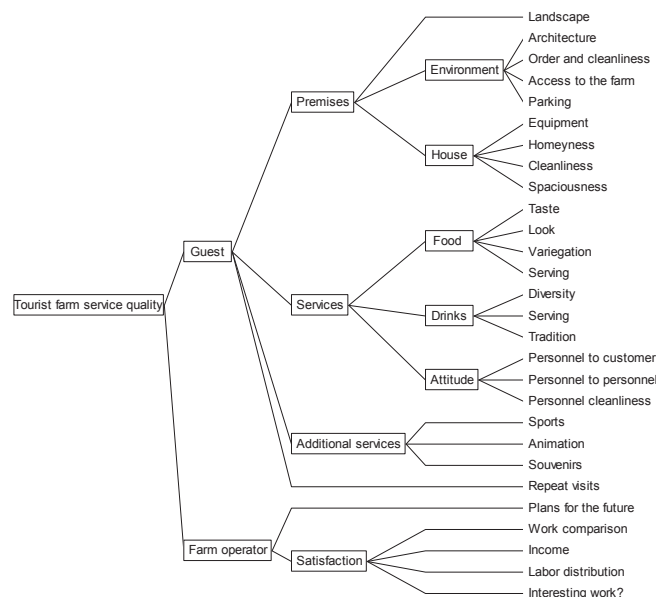 Landscape
Architecture
Environment
Order and cleanliness
Access to the farm
Premises
Parking
Equipment
Homeyness
House
Cleanliness
Spaciousness
Taste
Food
Look
Guest
Variegation
Serving
Diversity
Tourist farm service quality
Services
Drinks
Serving
Tradition
Personnel to customer
Attitude
Personnel to personnel
Personnel cleanliness
Sports
Additional services
Animation
Souvenirs
Repeat visits
Plans for the future
Work comparison
Farm operator
Income
Satisfaction
Labor distribution
Interesting work?